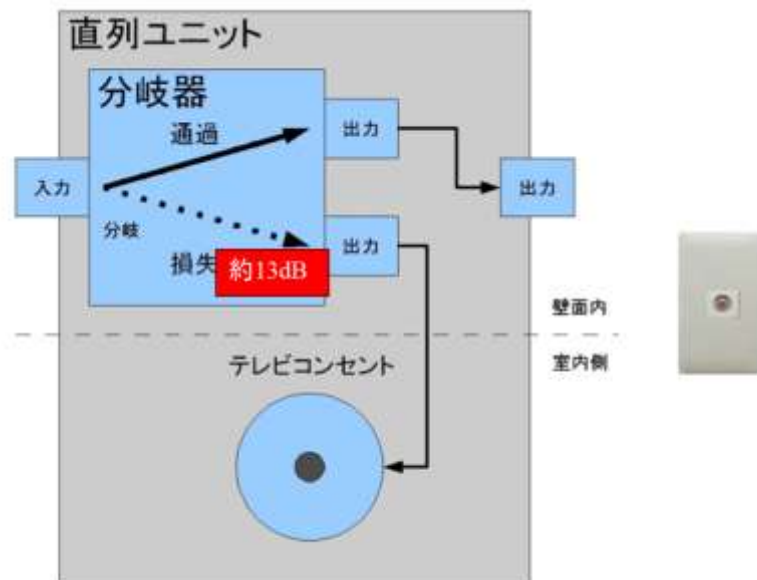 直列ユニット
分岐器
通過
出力
入力
出力
分岐
出力
損失
約13dB
壁面内
テレビコンセント
室内側